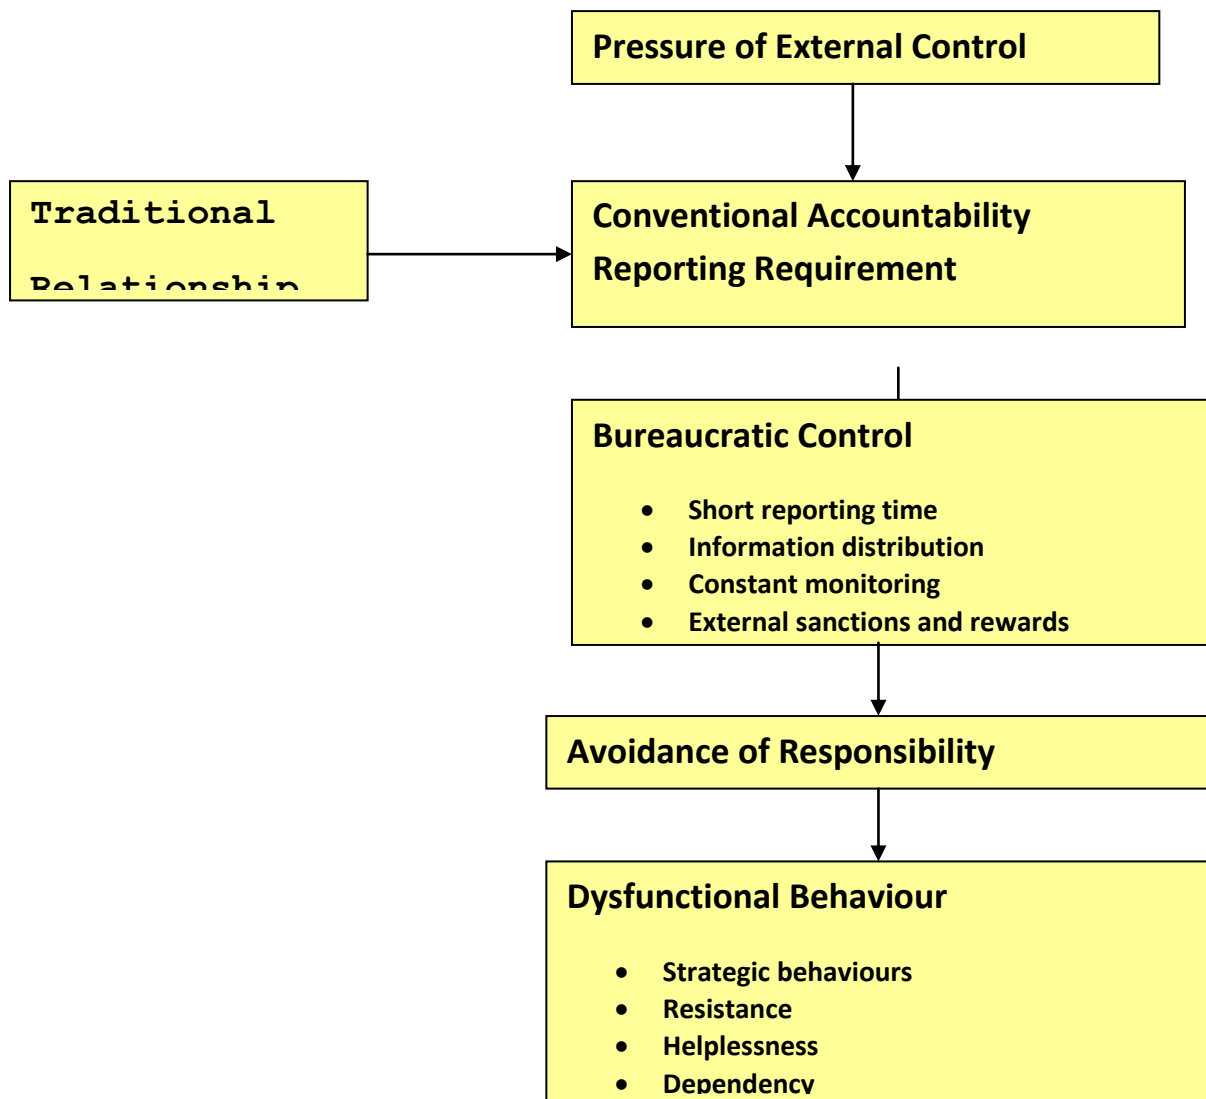 Pressure of External Control
Traditional
Relationship
Conventional Accountability
Reporting Requirement
Bureaucratic Control
• Short reporting time
• Information distribution
• Constant monitoring
• External sanctions and rewards
Avoidance of Responsibility
Dysfunctional Behaviour
• Strategic behaviours
• Resistance
• Helplessness
• Dependency